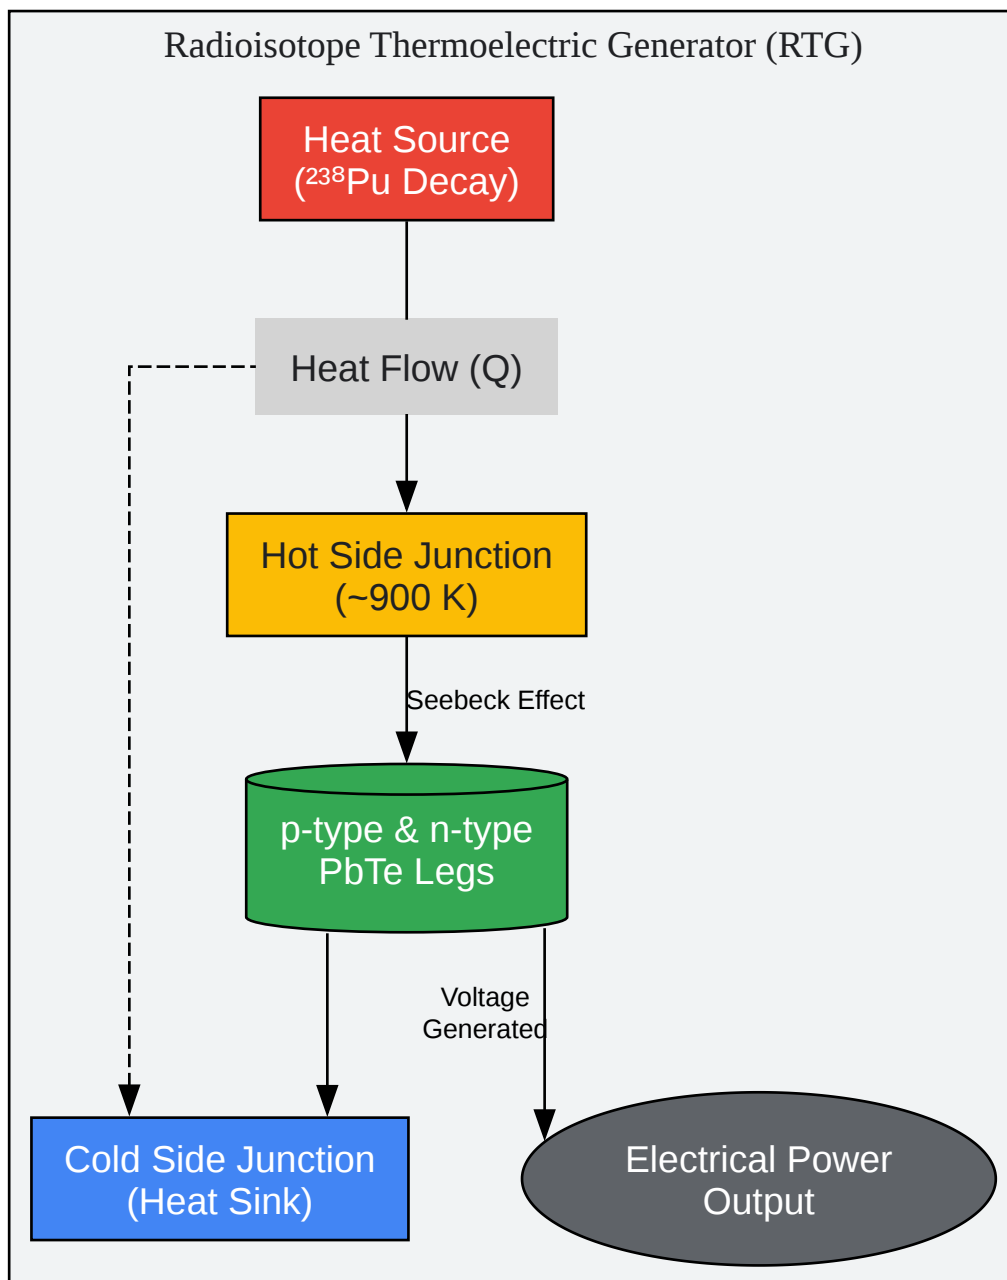 Radioisotope Thermoelectric Generator (RTG)
Heat Source
(²³⁸Pu Decay)
Heat Flow (Q)
Hot Side Junction
(~900 K)
Seebeck Effect
p-type & n-type
PbTe Legs
Voltage
Generated
Cold Side Junction
(Heat Sink)
Electrical Power
Output